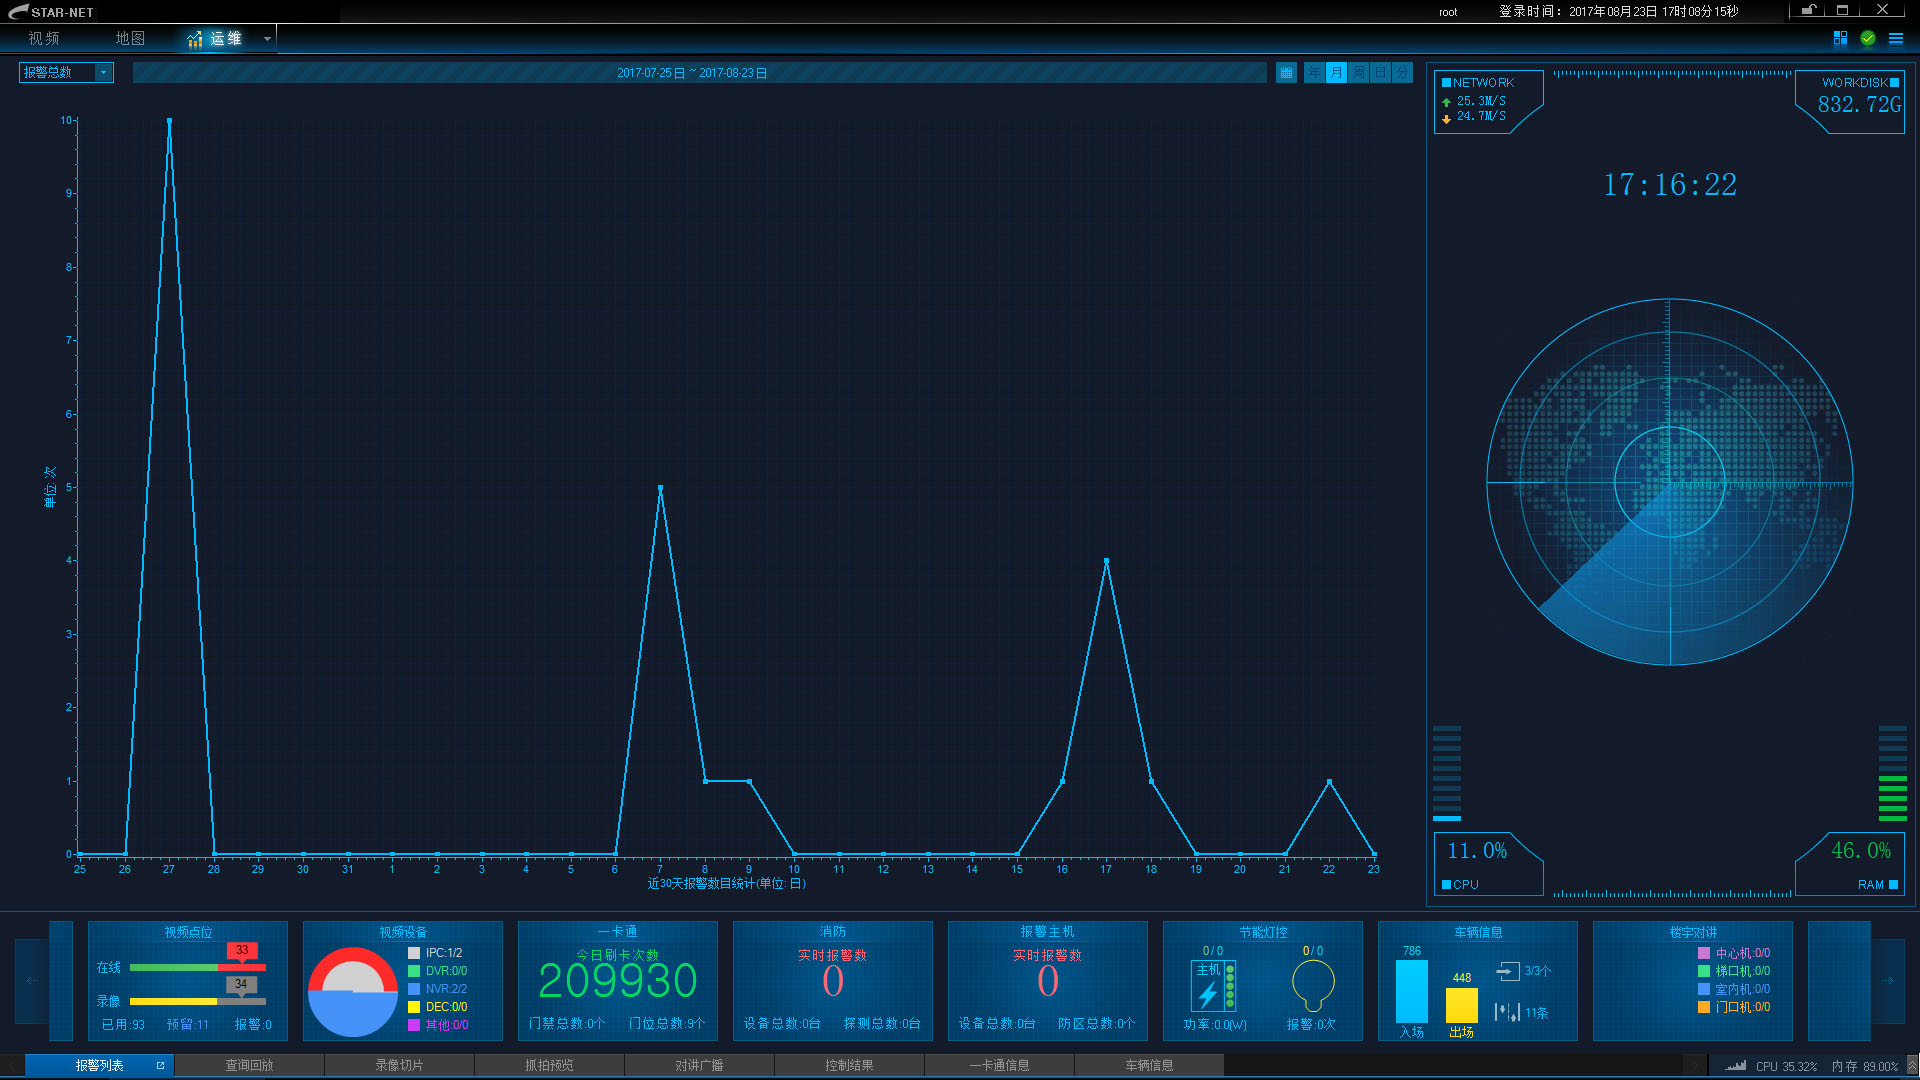 STAR-NET
root
登录时间：2017年08月23日 17时08分15秒
视频
地图
运维
报警总数
2017-07-25日 ~ 2017-08-23日
年 月 周 日 分
NETWORK
25.3M/S
24.7M/S
WORKDISK
832.72G
17:16:22
10
9
8
7
6
5
4
3
2
1
0
单位: 次
25 26 27 28 29 30 31 1 2 3 4 5 6 7 8 9 10 11 12 13 14 15 16 17 18 19 20 21 22 23
近30天报警数目统计(单位: 日)
11.0%
CPU
46.0%
RAM
视频点位
33
在线
34
录像
已用:93 预留:11 报警:0
视频设备
IPC:1/2
DVR:0/0
NVR:2/2
DEC:0/0
其他:0/0
一卡通
今日刷卡次数
209930
门禁总数:0个 门位总数:9个
消防
实时报警数
0
设备总数:0台 探测总数:0台
报警主机
实时报警数
0
设备总数:0台 防区总数:0个
节能灯控
0/0
0/0
主机
功率:0.0(W) 报警:0次
车辆信息
786
448
入场
出场
3/3个
11条
楼宇对讲
中心机:0/0
梯口机:0/0
室内机:0/0
门口机:0/0
报警列表
查询回放
录像切片
抓拍预览
对讲广播
控制结果
一卡通信息
车辆信息
CPU 35.32% 内存 89.00%